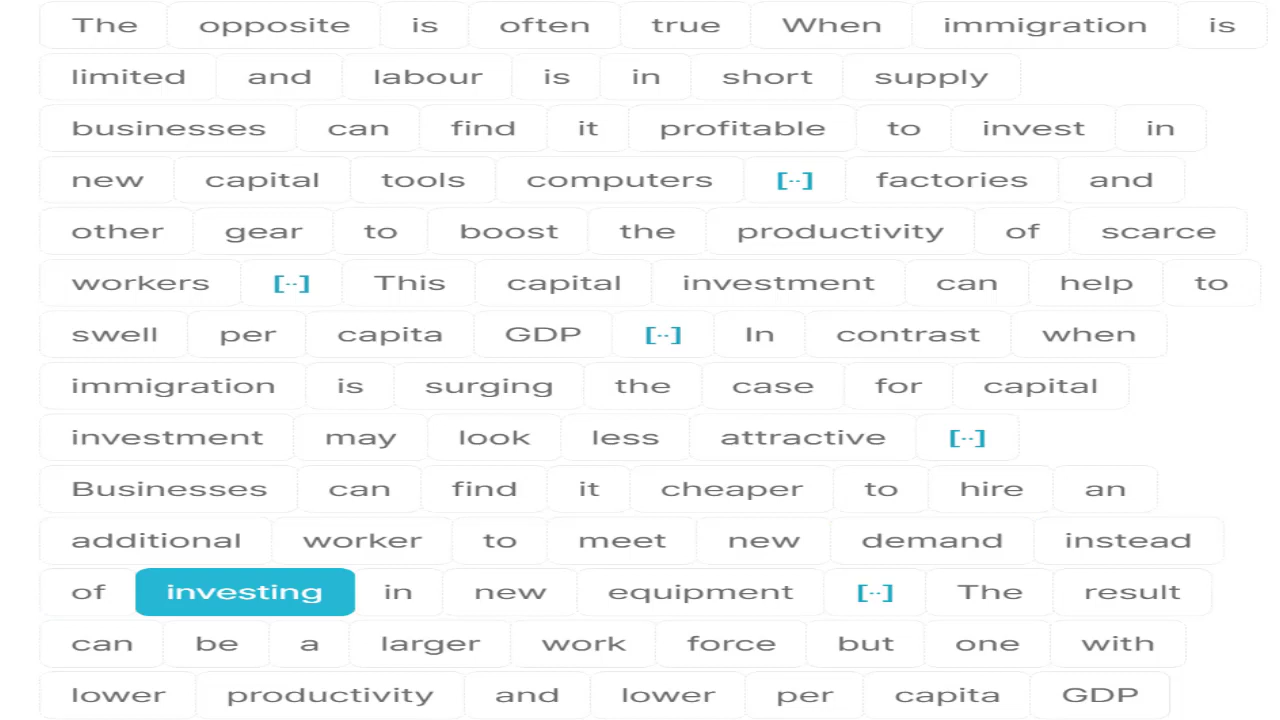 The opposite is often true When immigration is
limited and labour is in short supply
businesses can find it profitable to invest in
new capital tools computers [··] factories and
other gear to boost the productivity of scarce
workers [··] This capital investment can help to
swell per capita GDP [··] In contrast when
immigration is surging the case for capital
investment may look less attractive [··]
Businesses can find it cheaper to hire an
additional worker to meet new demand instead
of investing in new equipment [··] The result
can be a larger work force but one with
lower productivity and lower per capita GDP